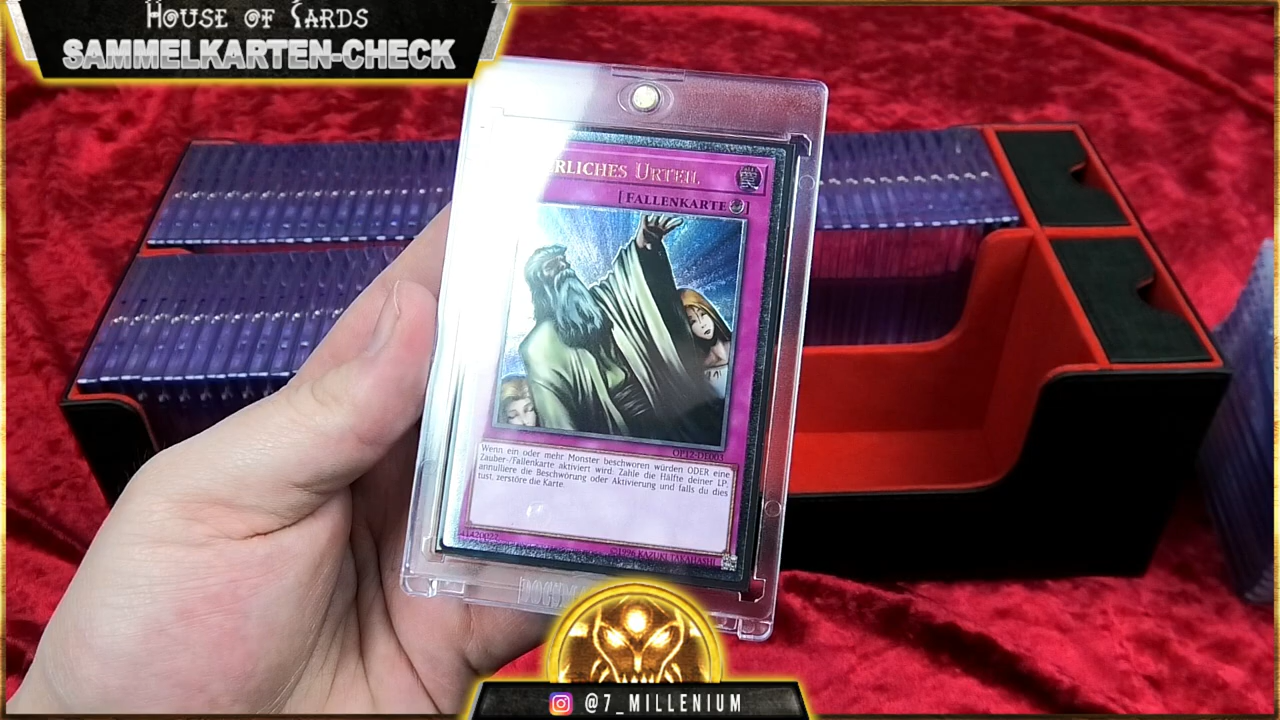 HOUSE OF CARDS
SAMMELKARTEN-CHECK
RLICHES URTEIL
[FALLENKARTE]
OP12-DE003
Wenn ein oder mehr Monster beschworen würden ODER eine
Zauber-/Fallenkarte aktiviert wird: Zahle die Hälfte deiner LP;
annulliere die Beschwörung oder Aktivierung und falls du dies
tust, zerstöre die Karte.
41420027
©1996 KAZUKI TAKAHASHI
@7_MILLENIUM